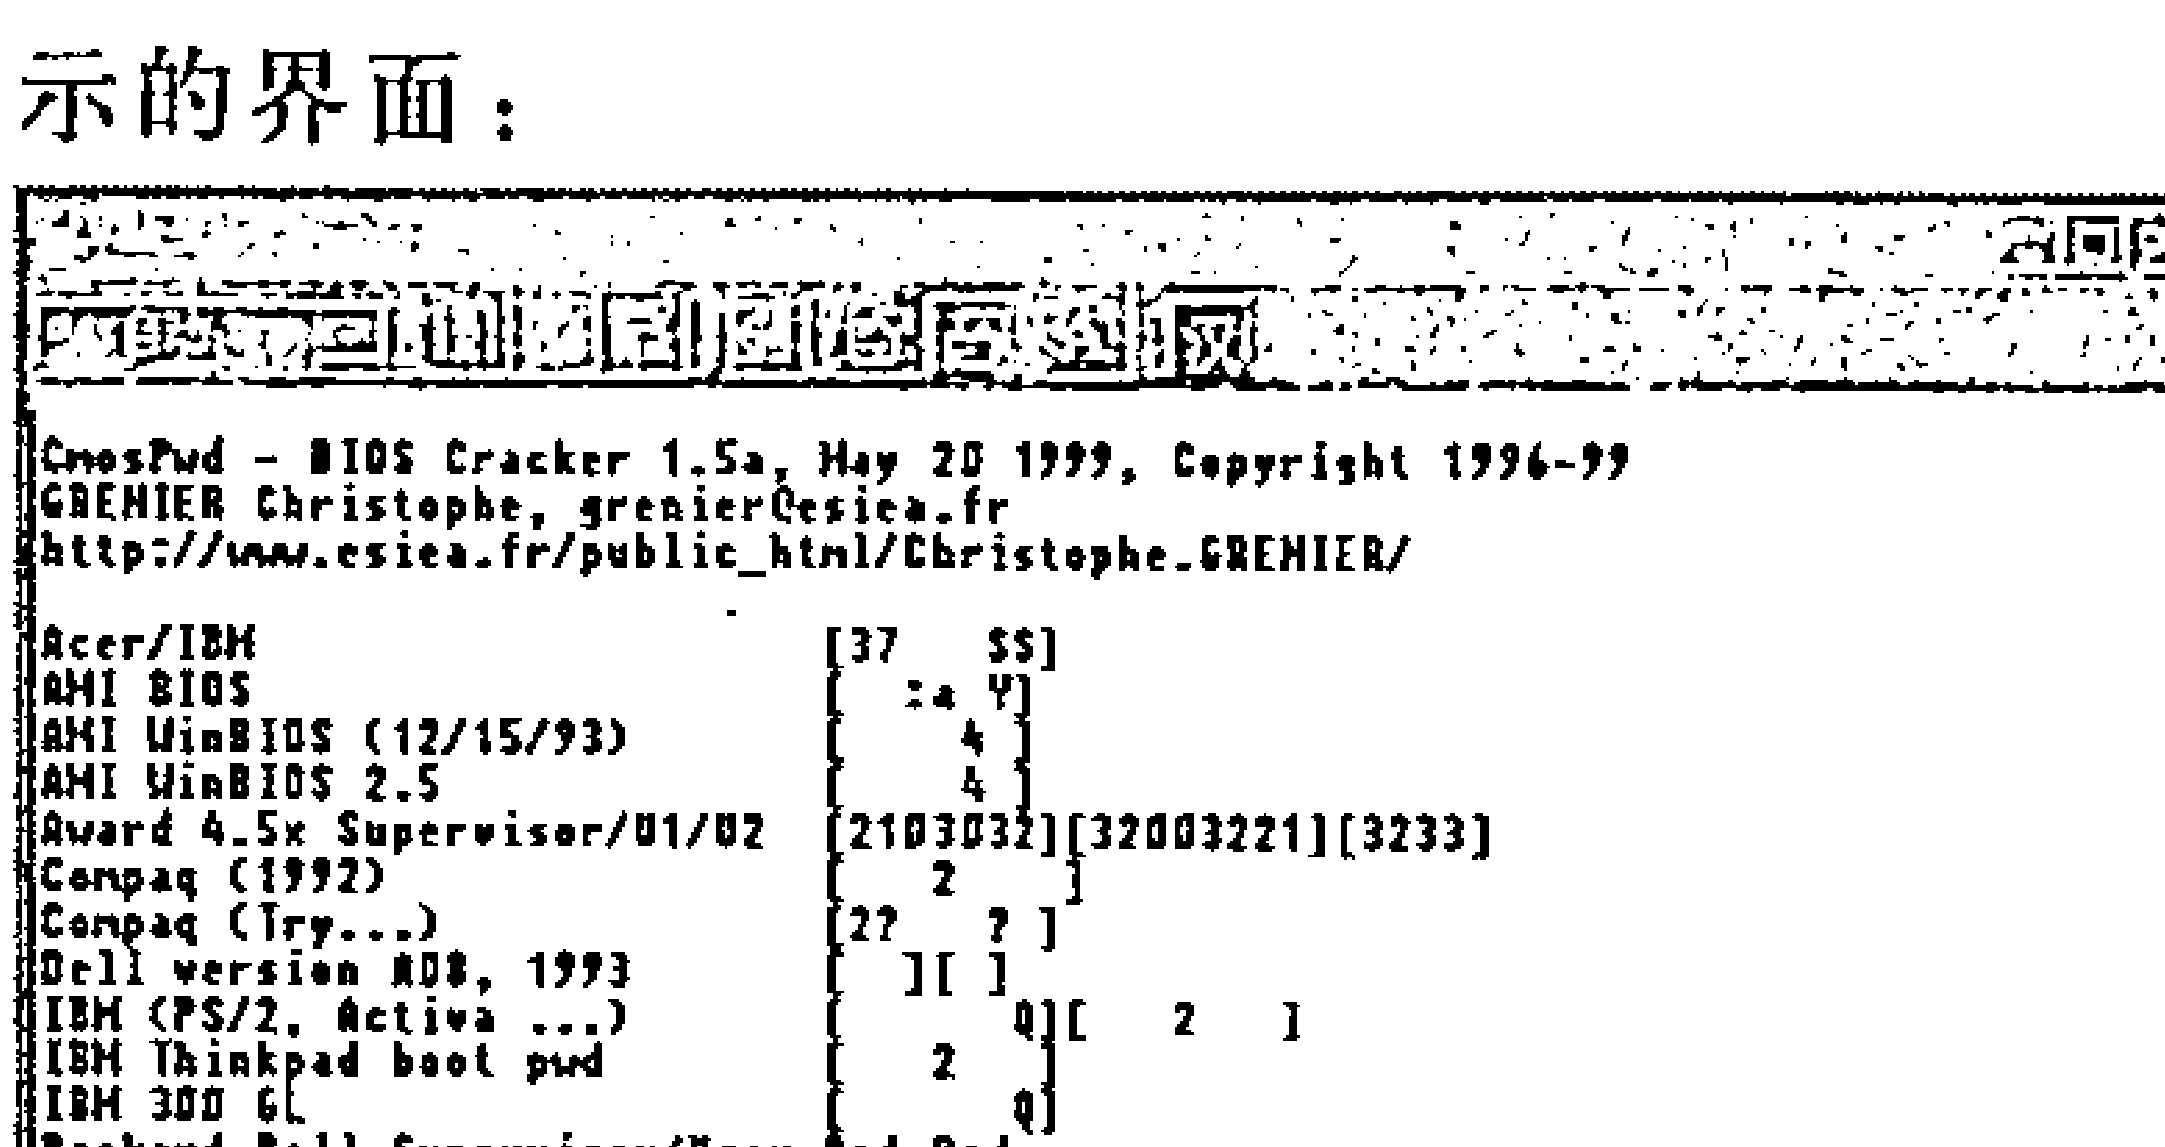 示的界面：
CmosPwd - BIOS Cracker 1.5a, May 20 1999, Copyright 1996-99
GRENIER Christophe, grenier@esiea.fr
http://www.esiea.fr/public_html/Christophe.GRENIER/
Acer/IBM [37   $$]
AMI BIOS [  :a Y]
AMI WinBIOS (12/15/93) [    4 ]
AMI WinBIOS 2.5 [    4 ]
Award 4.5x Supervisor/U1/U2 [2103032][32003221][3233]
Compaq (1992) [   2    ]
Compaq (Try...) [2?   ? ]
Dell version A08, 1993 [  ][ ]
IBM (PS/2, Activa ...) [      Q][   2   ]
IBM Thinkpad boot pwd [   2   ]
IBM 300 GL [      Q]